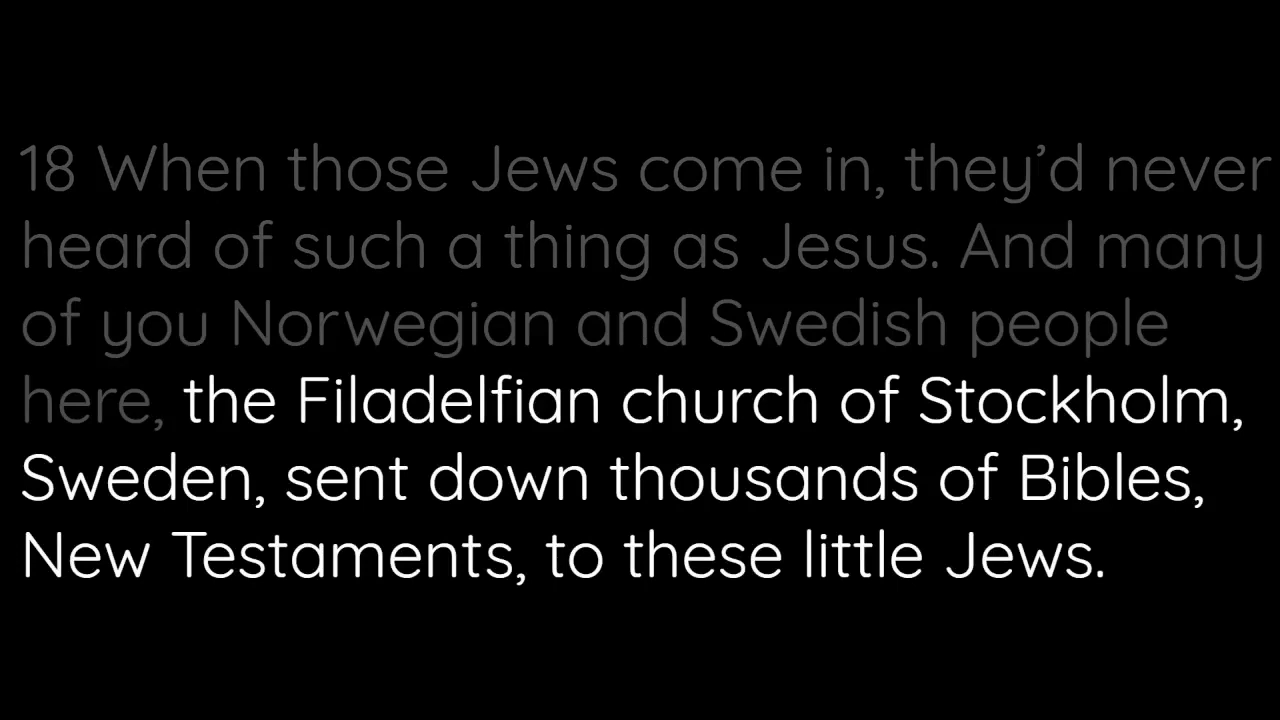 18 When those Jews come in, they’d never
heard of such a thing as Jesus. And many
of you Norwegian and Swedish people
here, the Filadelfian church of Stockholm,
Sweden, sent down thousands of Bibles,
New Testaments, to these little Jews.